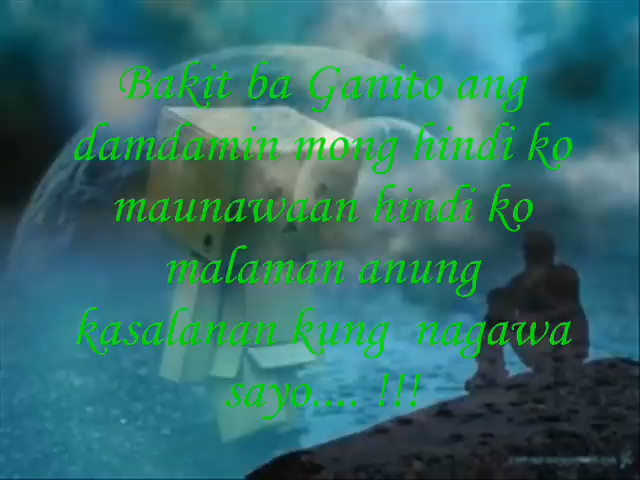 Bakit ba Ganito ang
damdamin mong hindi ko
maunawaan hindi ko
malaman anung
kasalanan kung nagawa
sayo.... !!!